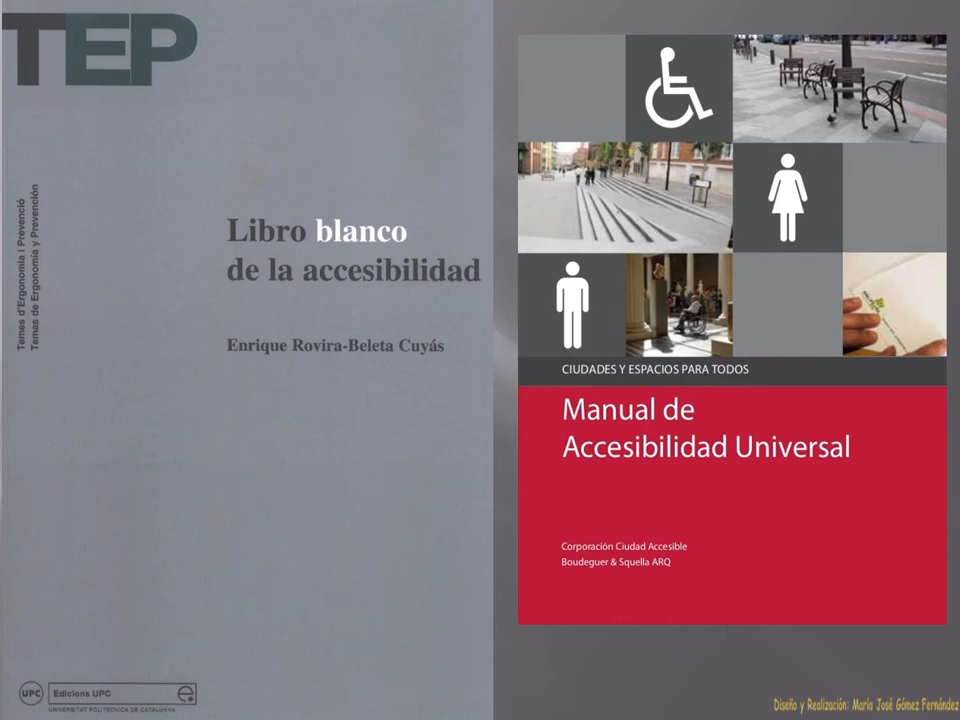 TEP
Temes d'Ergonomia i Prevenció
Temas de Ergonomía y Prevención
Libro blanco
de la accesibilidad
Enrique Rovira-Beleta Cuyás
UPC
Edicions UPC
UNIVERSITAT POLITÈCNICA DE CATALUNYA
CIUDADES Y ESPACIOS PARA TODOS
Manual de
Accesibilidad Universal
Corporación Ciudad Accesible
Boudeguer & Squella ARQ
Diseño y Realización: María José Gómez Fernández